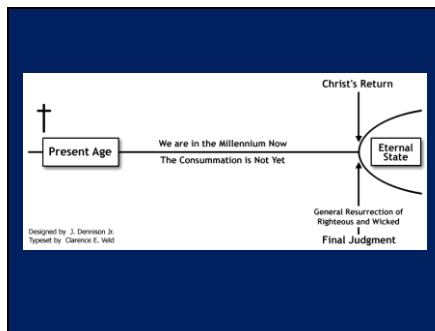 Christ's Return
We are in the Millennium Now
Present Age
The Consummation is Not Yet
Eternal
State
General Resurrection of
Righteous and Wicked
Final Judgment
Designed by J. Dennison Jr.
Typeset by Clarence E. Veld